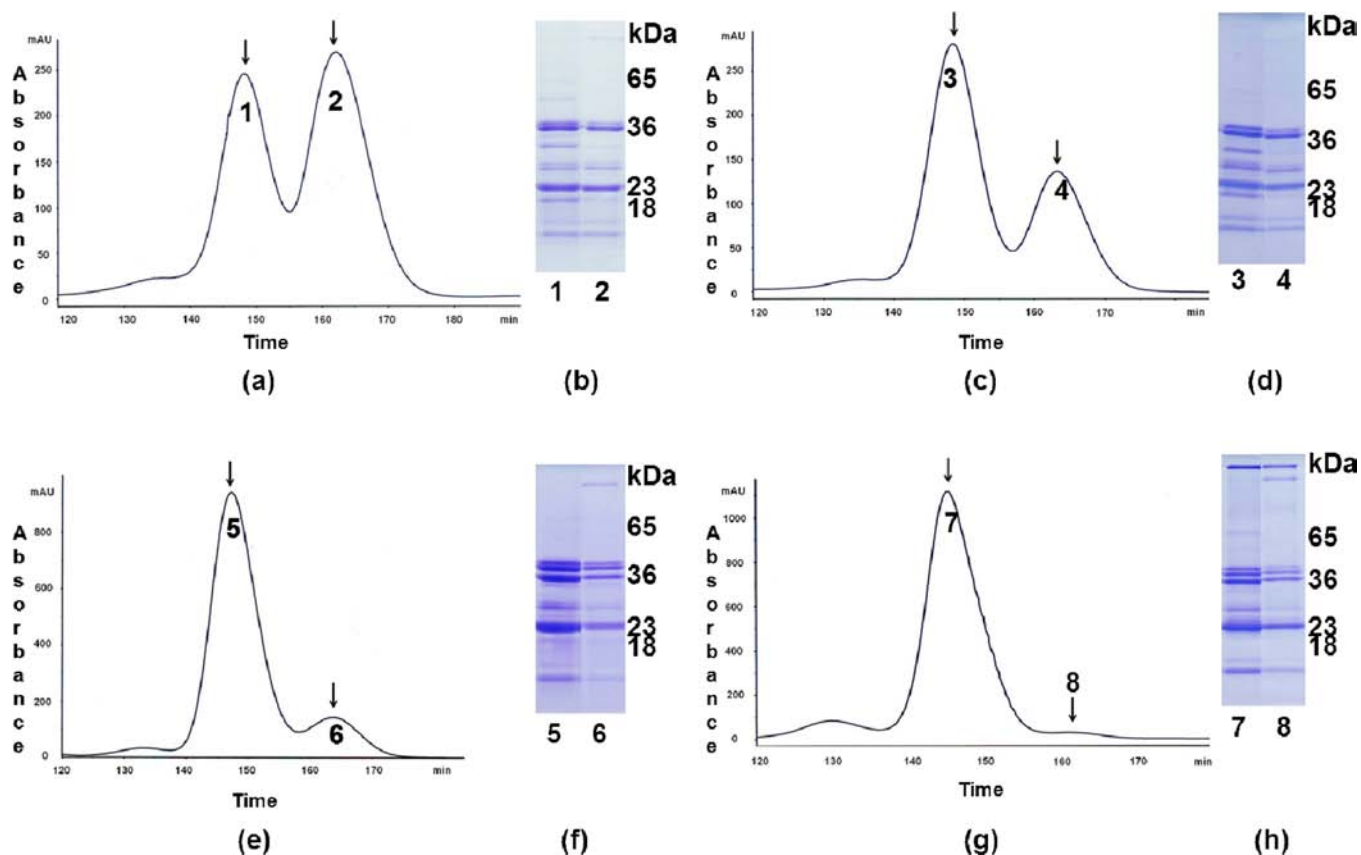 mAU
250
200
150
100
50
0
Absorbance
1
2
120 130 140 150 160 170 180 min
Time
(a)
kDa
65
36
23
18
1 2
(b)
mAU
250
200
150
100
50
0
Absorbance
3
4
120 130 140 150 160 170 min
Time
(c)
kDa
65
36
23
18
3 4
(d)
mAU
800
600
400
200
0
Absorbance
5
6
120 130 140 150 160 170 min
Time
(e)
kDa
65
36
23
18
5 6
(f)
mAU
1000
800
600
400
200
0
Absorbance
7
8
120 130 140 150 160 170 min
Time
(g)
kDa
65
36
23
18
7 8
(h)